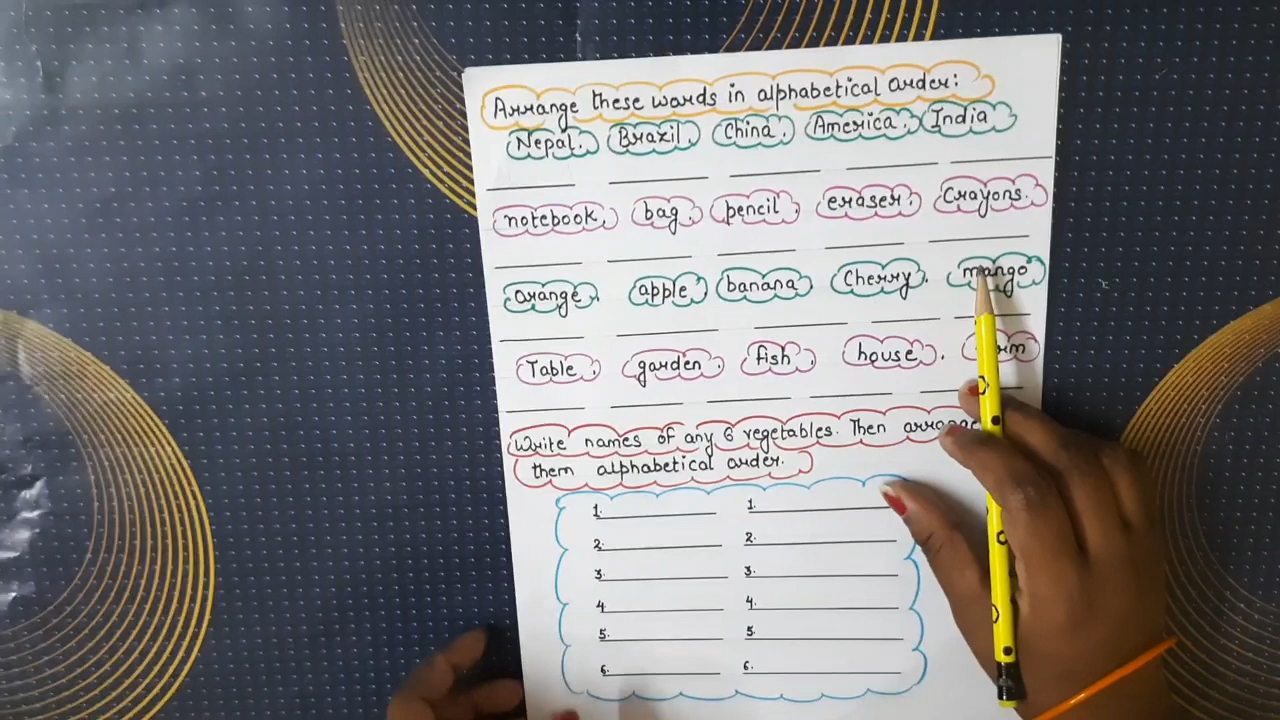 Arrange these words in alphabetical order:
Nepal, Brazil, China, America, India
notebook, bag, pencil, eraser, Crayons.
orange, apple, banana, Cherry, mango
Table, garden, fish, house,
Write names of any 6 vegetables. Then arrange
them alphabetical order.
1. 1.
2. 2.
3. 3.
4. 4.
5. 5.
6. 6.